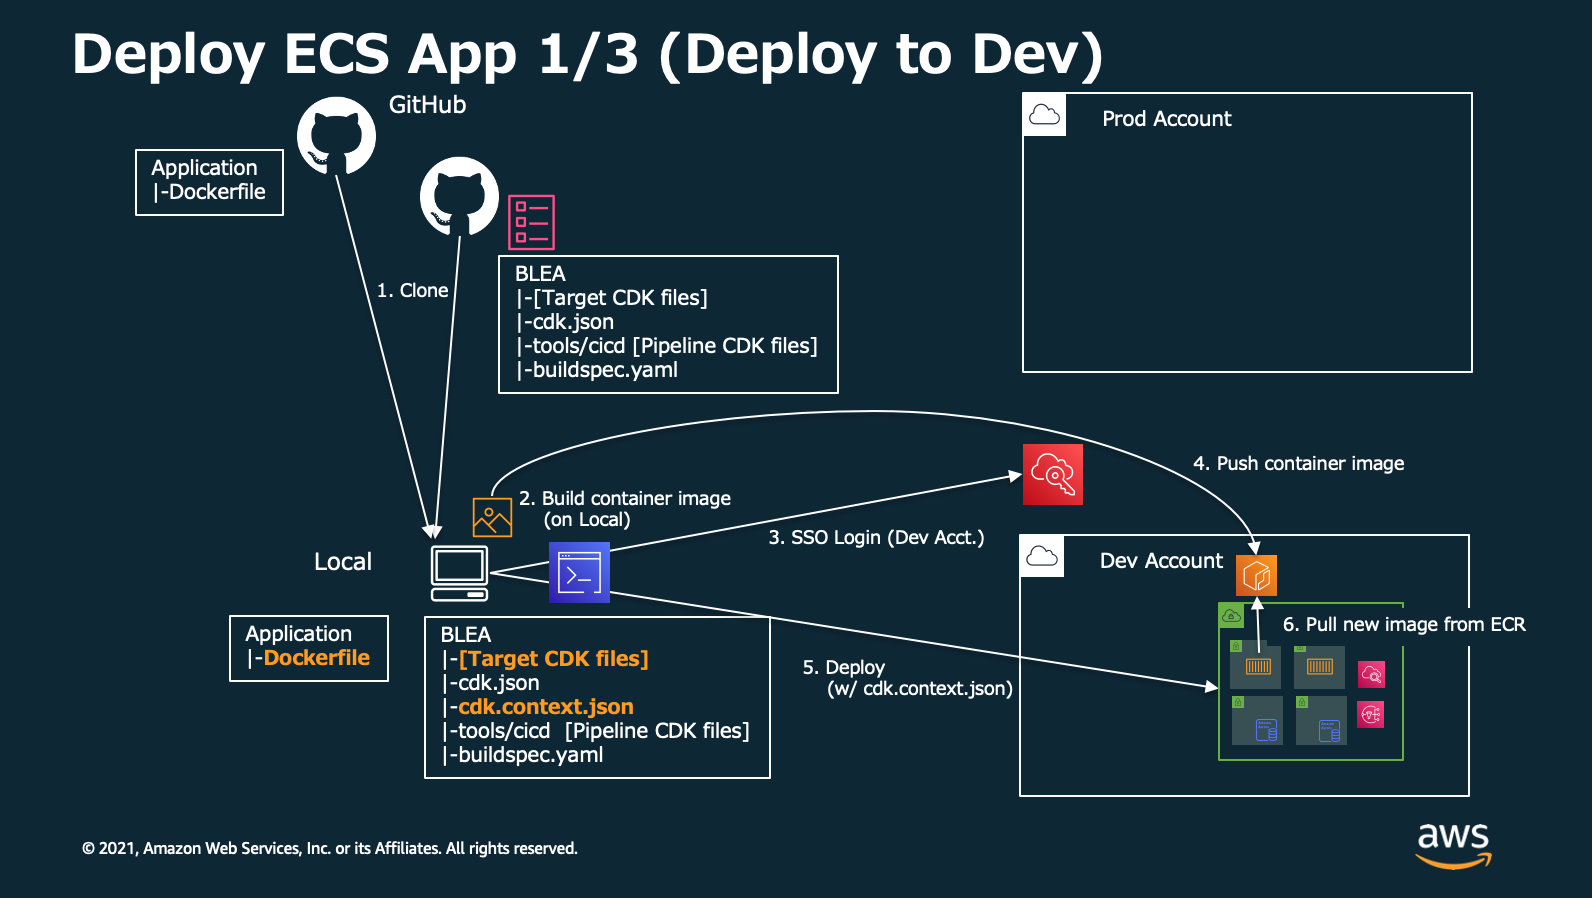 Deploy ECS App 1/3 (Deploy to Dev)
GitHub
Application
|-Dockerfile
1. Clone
BLEA
|-[Target CDK files]
|-cdk.json
|-tools/cicd [Pipeline CDK files]
|-buildspec.yaml
Prod Account
2. Build container image
(on Local)
3. SSO Login (Dev Acct.)
4. Push container image
Local
Application
|-Dockerfile
BLEA
|-[Target CDK files]
|-cdk.json
|-cdk.context.json
|-tools/cicd [Pipeline CDK files]
|-buildspec.yaml
5. Deploy
(w/ cdk.context.json)
Dev Account
6. Pull new image from ECR
© 2021, Amazon Web Services, Inc. or its Affiliates. All rights reserved.
aws